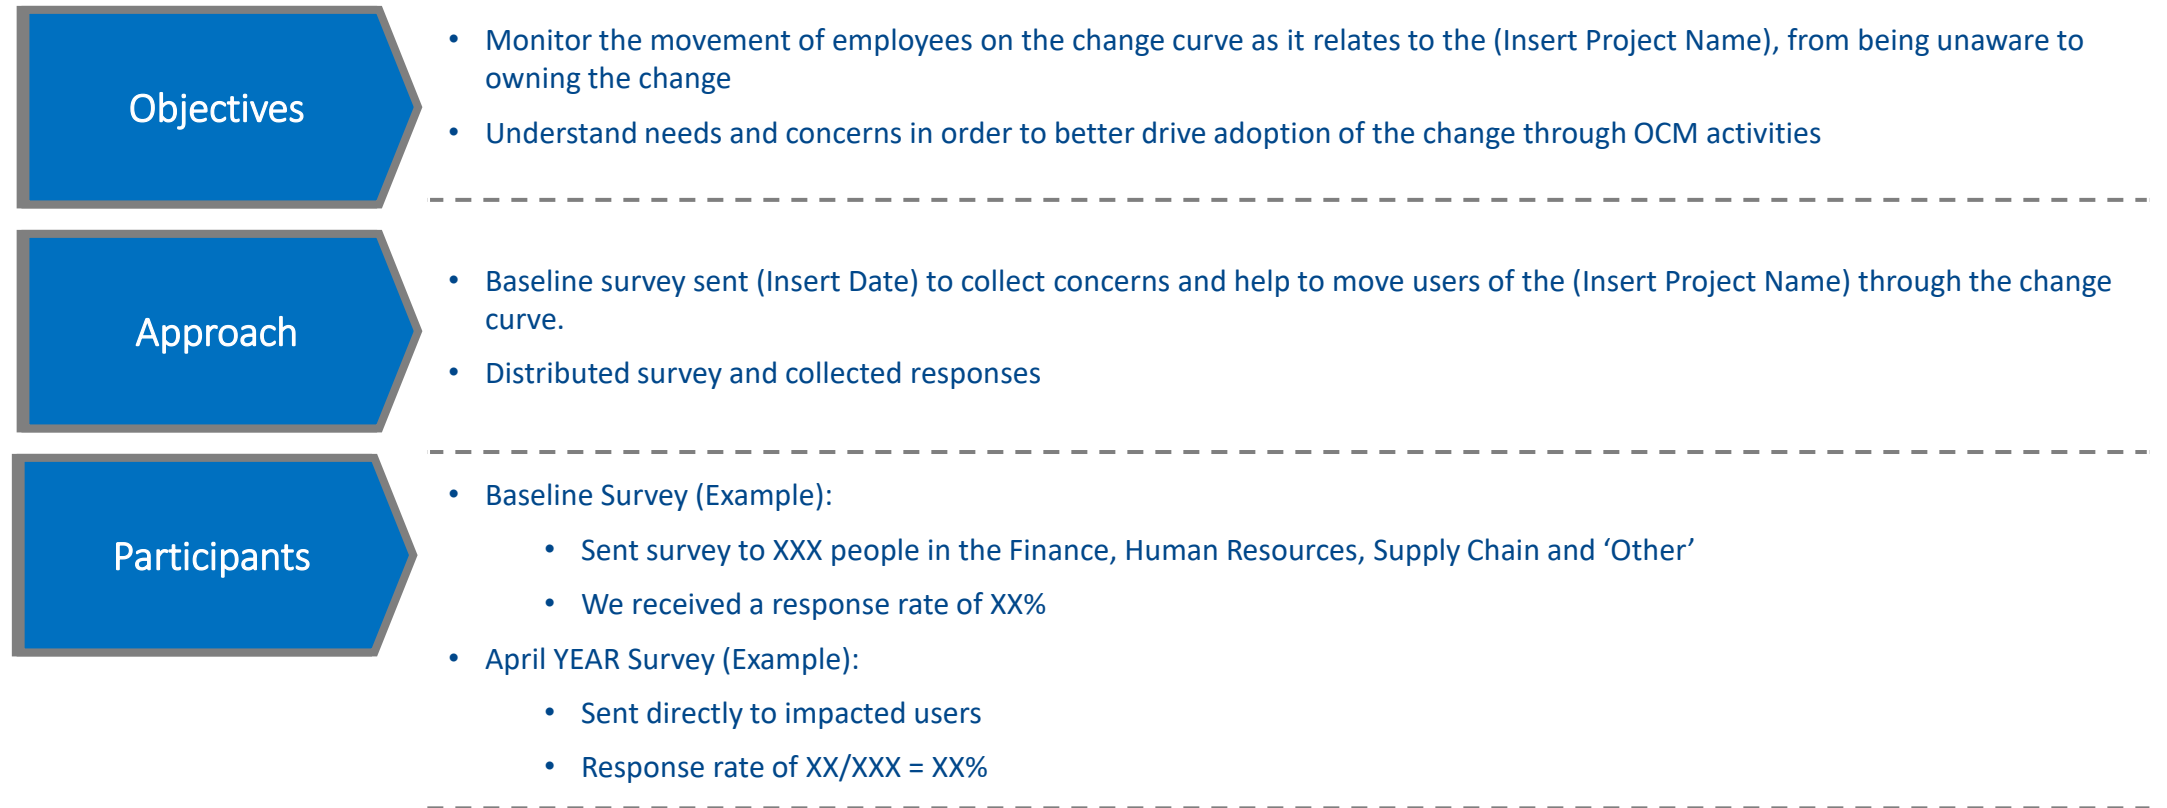 Objectives
• Monitor the movement of employees on the change curve as it relates to the (Insert Project Name), from being unaware to
owning the change
• Understand needs and concerns in order to better drive adoption of the change through OCM activities
Approach
• Baseline survey sent (Insert Date) to collect concerns and help to move users of the (Insert Project Name) through the change
curve.
• Distributed survey and collected responses
Participants
• Baseline Survey (Example):
• Sent survey to XXX people in the Finance, Human Resources, Supply Chain and ‘Other’
• We received a response rate of XX%
• April YEAR Survey (Example):
• Sent directly to impacted users
• Response rate of XX/XXX = XX%